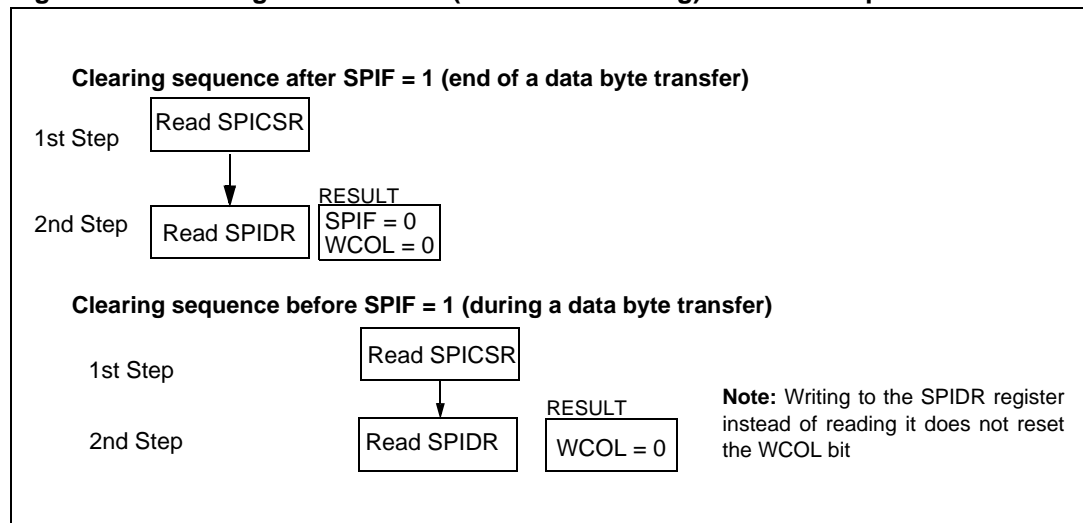 Clearing sequence after SPIF = 1 (end of a data byte transfer)
1st Step
Read SPICSR
2nd Step
Read SPIDR
RESULT
SPIF = 0
WCOL = 0
Clearing sequence before SPIF = 1 (during a data byte transfer)
1st Step
Read SPICSR
2nd Step
Read SPIDR
RESULT
WCOL = 0
Note: Writing to the SPIDR register
instead of reading it does not reset
the WCOL bit